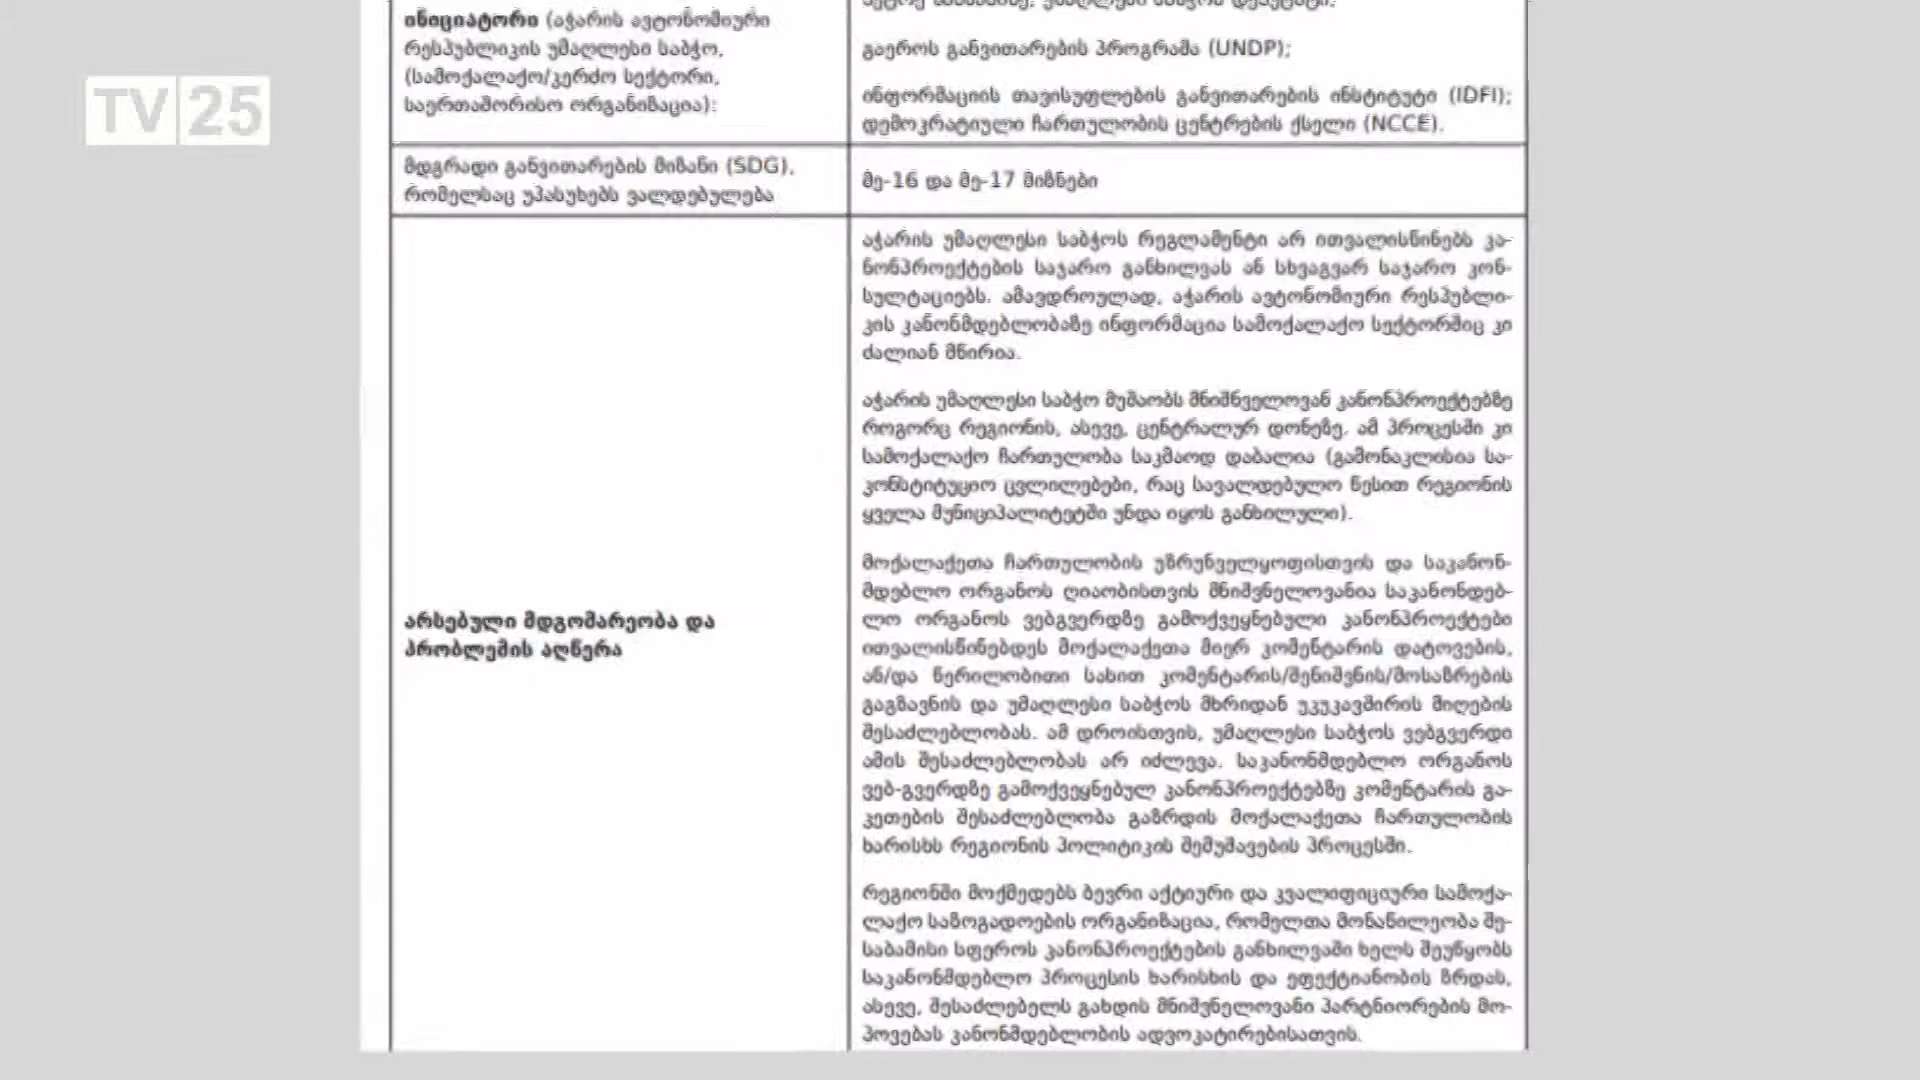 TV 25
ინიციატორი (აჭარის ავტონომიური
რესპუბლიკის უმაღლესი საბჭო,
(სამოქალაქო/კერძო სექტორი,
საერთაშორისო ორგანიზაცია):
გაეროს განვითარების პროგრამა (UNDP);
ინფორმაციის თავისუფლების განვითარების ინსტიტუტი (IDFI);
დემოკრატიული ჩართულობის ცენტრების ქსელი (NCCE).
მდგრადი განვითარების მიზანი (SDG),
რომელსაც უპასუხებს ვალდებულება
მე-16 და მე-17 მიზნები
არსებული მდგომარეობა და
პრობლემის აღწერა
აჭარის უმაღლესი საბჭოს რეგლამენტი არ ითვალისწინებს კა-
ნონპროექტების საჯარო განხილვას ან სხვაგვარ საჯარო კონ-
სულტაციებს. ამავდროულად, აჭარის ავტონომიური რესპუბლი-
კის კანონმდებლობაზე ინფორმაცია სამოქალაქო სექტორშიც კი
ძალიან მწირია.
აჭარის უმაღლესი საბჭო მუშაობს მნიშნველოვან კანონპროექტებზე
როგორც რეგიონის, ასევე, ცენტრალურ დონეზე. ამ პროცესში კი
სამოქალაქო ჩართულობა საკმაოდ დაბალია (გამონაკლისია სა-
კონსტიტუციო ცვლილებები, რაც სავალდებულო წესით რეგიონის
ყველა მუნიციპალიტეტში უნდა იყოს განხილული).
მოქალაქეთა ჩართულობის უზრუნველყოფისთვის და საკანონ-
მდებლო ორგანოს ღიაობისთვის მნიშვნელოვანია საკანონდებ-
ლო ორგანოს ვებგვერდზე გამოქვეყნებული კანონპროექტები
ითვალისწინებდეს მოქალაქეთა მიერ კომენტარის დატოვების,
ან/და წერილობითი სახით კომენტარის/შენიშვნის/მოსაზრების
გაგზავნის და უმაღლესი საბჭოს მხრიდან უკუკავშირის მიღების
შესაძლებლობას. ამ დროისთვის, უმაღლესი საბჭოს ვებგვერდი
ამის შესაძლებლობას არ იძლევა. საკანონმდებლო ორგანოს
ვებ-გვერდზე გამოქვეყნებულ კანონპროექტებზე კომენტარის გა-
კეთების შესაძლებლობა გაზრდის მოქალაქეთა ჩართულობის
ხარისხს რეგიონის პოლიტიკის შემუშავების პროცესში.
რეგიონში მოქმედებს ბევრი აქტიური და კვალიფიციური სამოქა-
ლაქო საზოგადოების ორგანიზაცია, რომელთა მონაწილეობა შე-
საბამისი სფეროს კანონპროექტების განხილვაში ხელს შეუწყობს
საკანონმდებლო პროცესის ხარისხის და ეფექტიანობის ზრდას,
ასევე, შესაძლებელს გახდის მნიშვნელოვანი პარტნიორების მო-
პოვებას კანონმდებლობის ადვოკატირებისათვის.